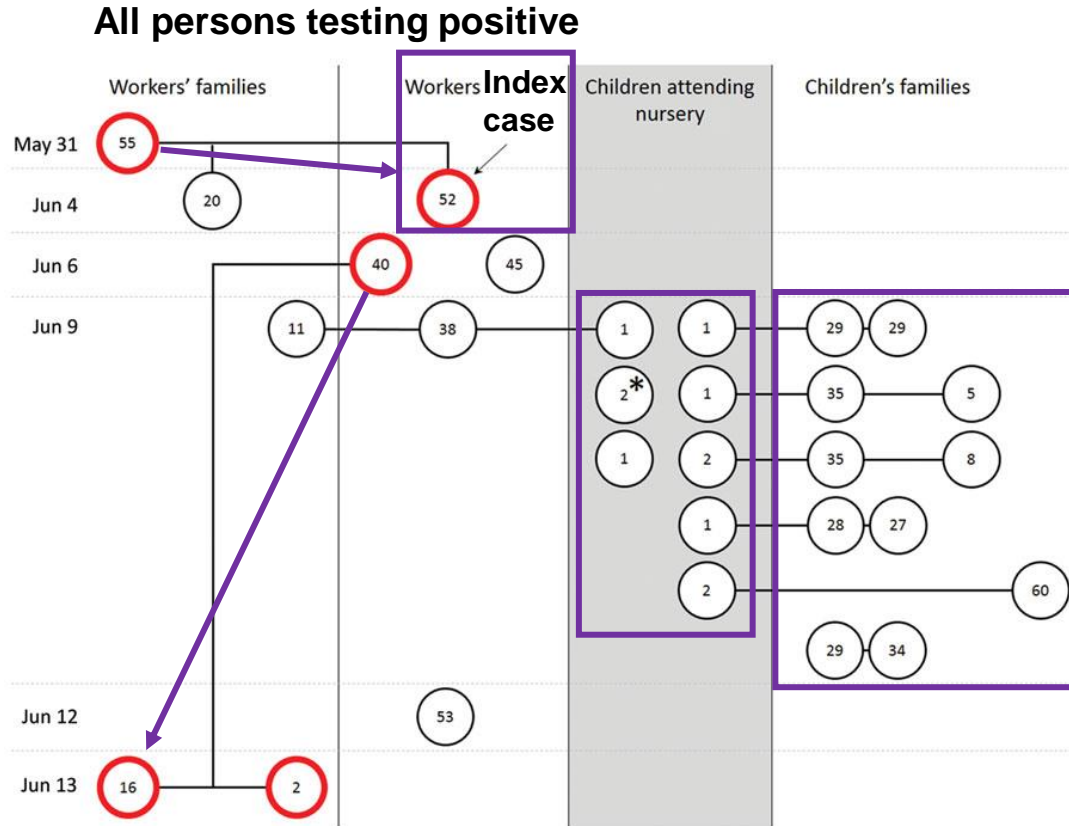 All persons testing positive
Workers’ families
Workers
Index
case
Children attending
nursery
Children’s families
May 31
55
Jun 4
20
52
Jun 6
40
45
Jun 9
11
38
1
1
29
29
2*
1
35
5
1
2
35
8
1
28
27
2
60
29
34
Jun 12
53
Jun 13
16
2